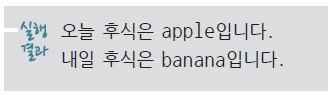 실행
결과
오늘 후식은 apple입니다.
내일 후식은 banana입니다.